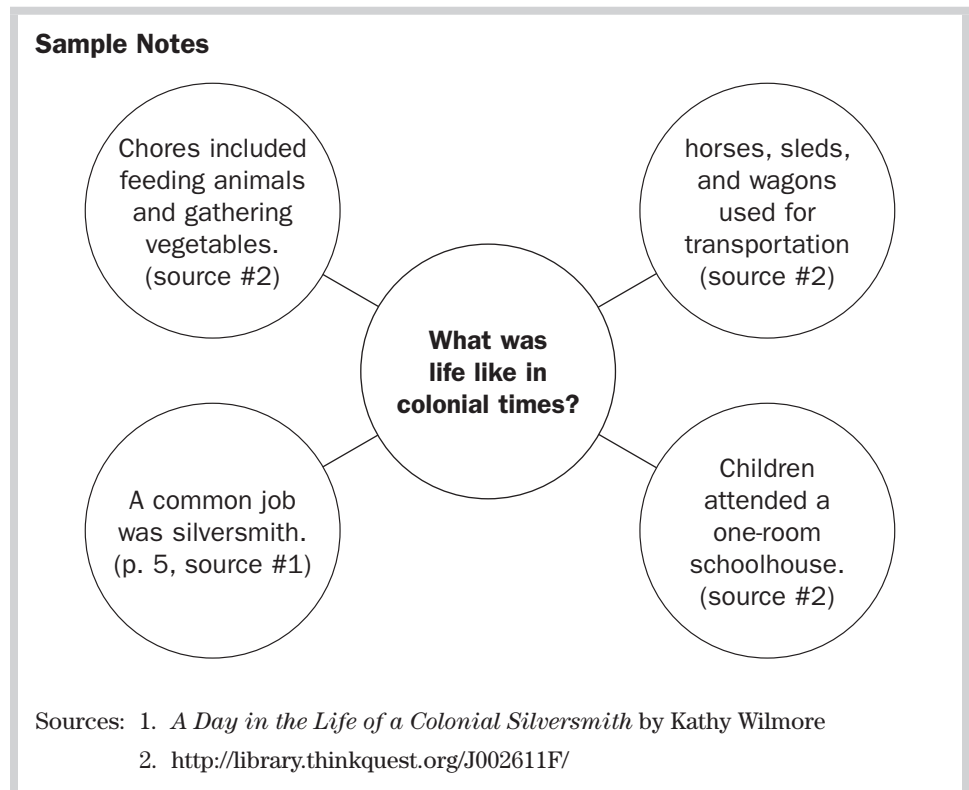 Sample Notes
Chores included
feeding animals
and gathering
vegetables.
(source #2)
horses, sleds,
and wagons
used for
transportation
(source #2)
What was
life like in
colonial times?
A common job
was silversmith.
(p. 5, source #1)
Children
attended a
one-room
schoolhouse.
(source #2)
Sources: 1. A Day in the Life of a Colonial Silversmith by Kathy Wilmore
2. http://library.thinkquest.org/J002611F/